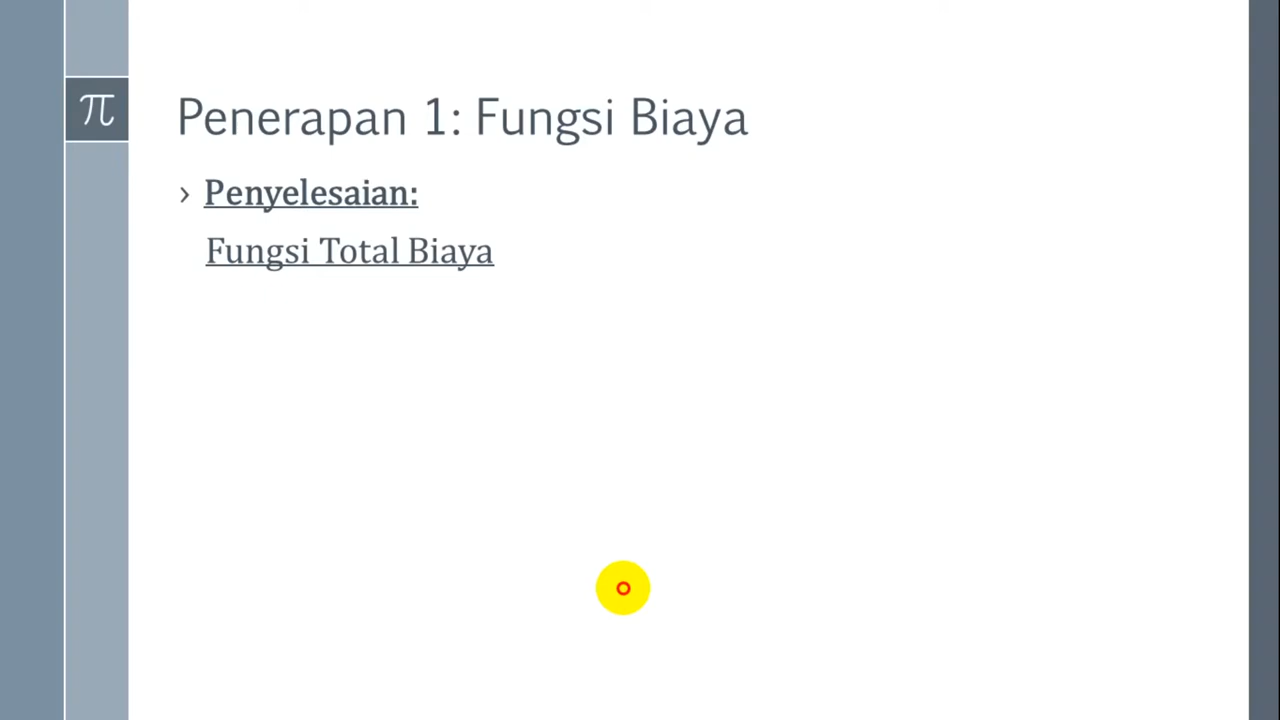 π
Penerapan 1: Fungsi Biaya
› Penyelesaian:
Fungsi Total Biaya